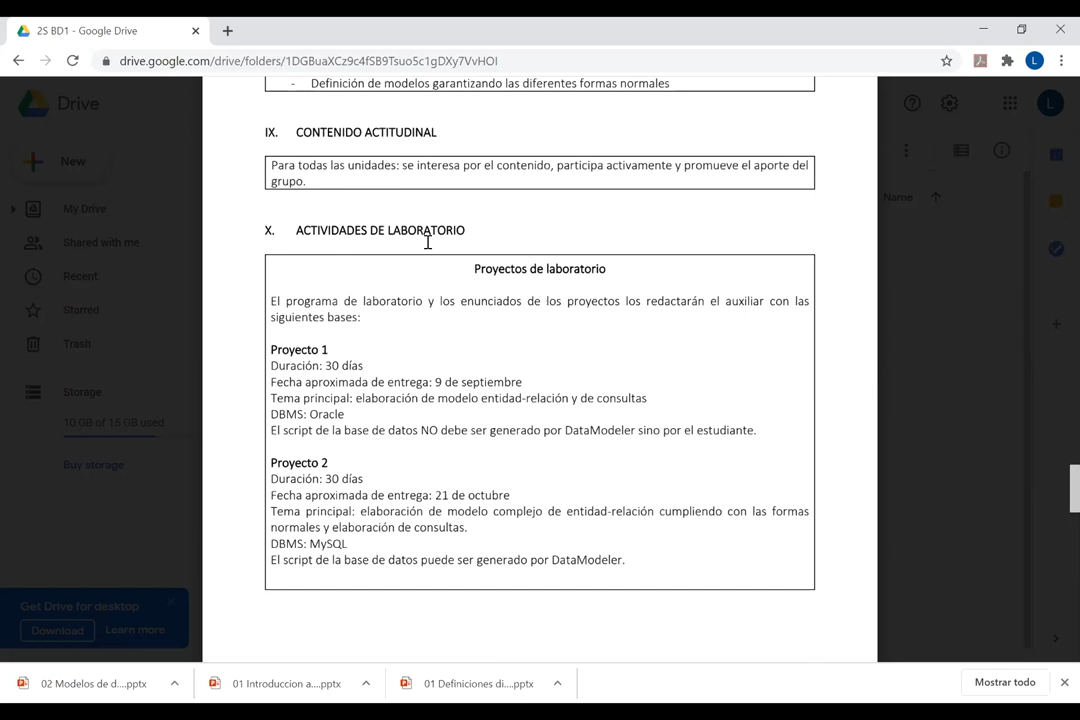 2S BD1 - Google Drive
drive.google.com/drive/folders/1DGBuaXCz9c4fSB9Tsuo5c1gDXy7VvHOI
L
Drive
L
New
My Drive
Shared with me
Recent
Starred
Trash
Storage
10 GB of 15 GB used
Buy storage
Get Drive for desktop
Download
Learn more
Name
- Definición de modelos garantizando las diferentes formas normales
IX. CONTENIDO ACTITUDINAL
Para todas las unidades: se interesa por el contenido, participa activamente y promueve el aporte del
grupo.
X. ACTIVIDADES DE LABORATORIO
Proyectos de laboratorio
El programa de laboratorio y los enunciados de los proyectos los redactarán el auxiliar con las
siguientes bases:
Proyecto 1
Duración: 30 días
Fecha aproximada de entrega: 9 de septiembre
Tema principal: elaboración de modelo entidad-relación y de consultas
DBMS: Oracle
El script de la base de datos NO debe ser generado por DataModeler sino por el estudiante.
Proyecto 2
Duración: 30 días
Fecha aproximada de entrega: 21 de octubre
Tema principal: elaboración de modelo complejo de entidad-relación cumpliendo con las formas
normales y elaboración de consultas.
DBMS: MySQL
El script de la base de datos puede ser generado por DataModeler.
02 Modelos de d....pptx
01 Introduccion a....pptx
01 Definiciones di....pptx
Mostrar todo